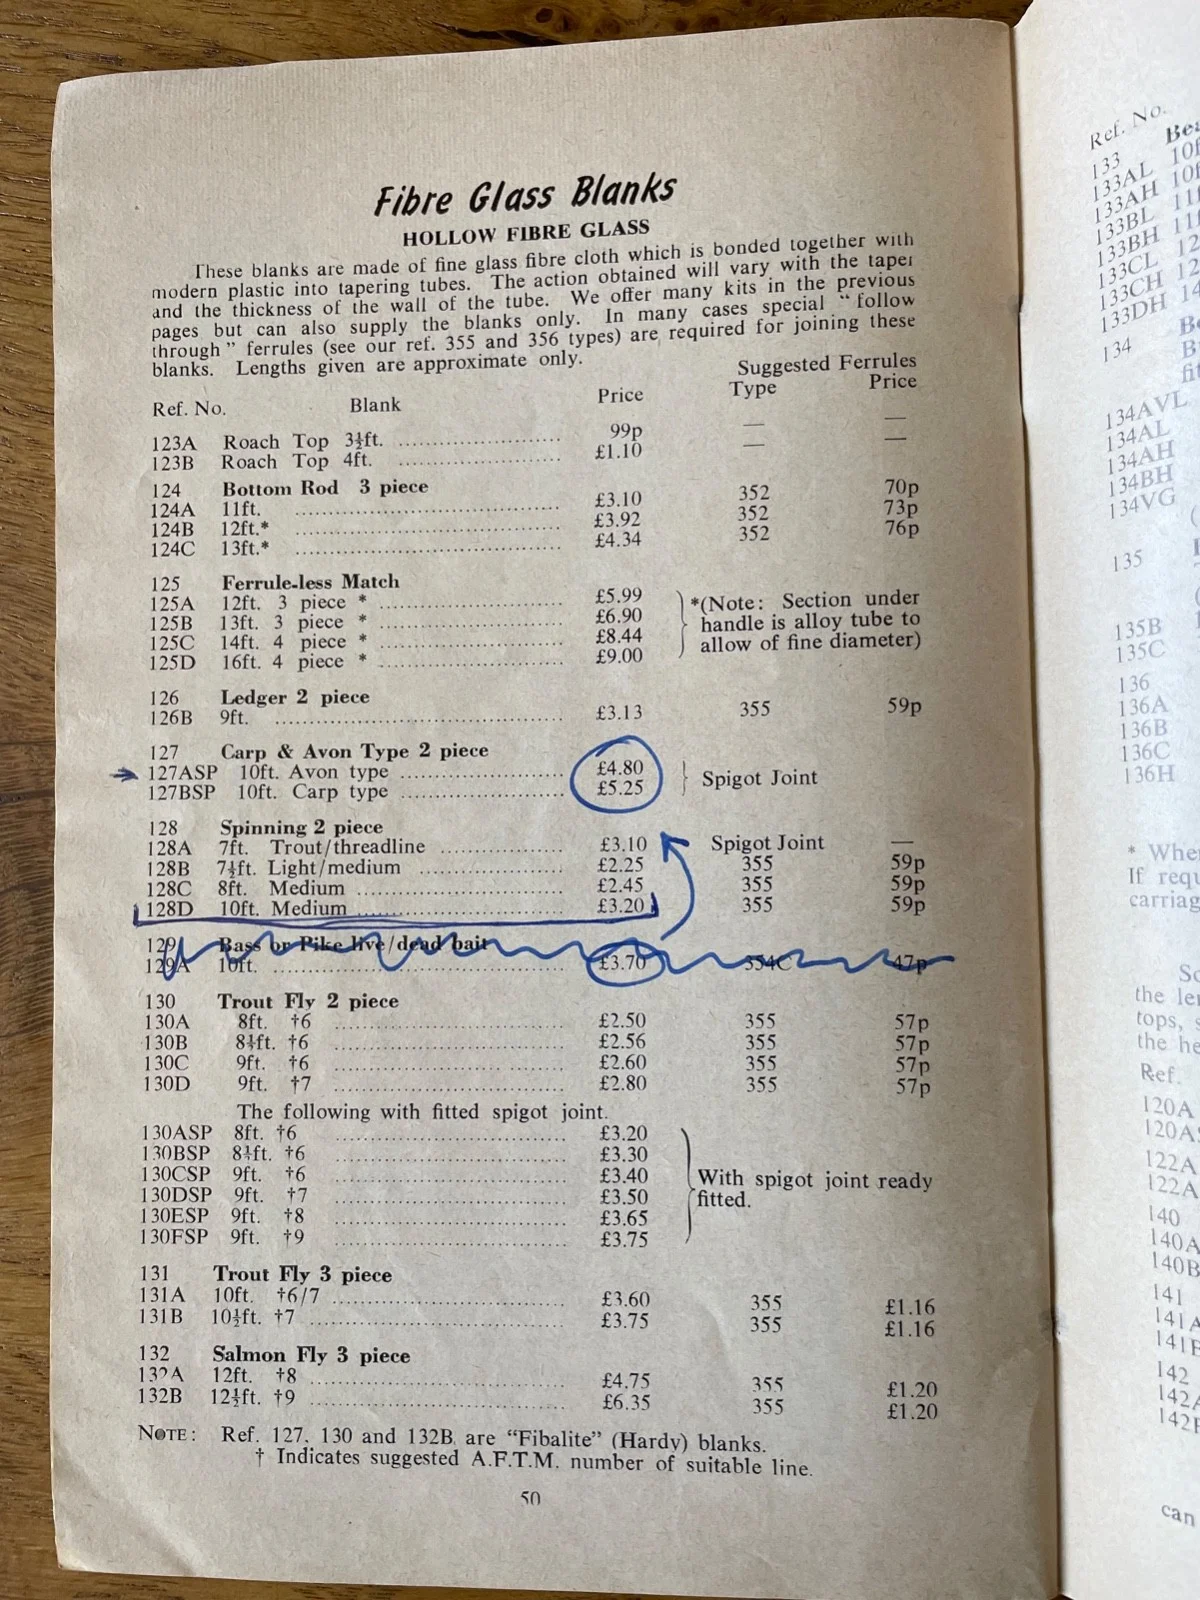 Fibre Glass Blanks
HOLLOW FIBRE GLASS
These blanks are made of fine glass fibre cloth which is bonded together with
modern plastic into tapering tubes. The action obtained will vary with the taper
and the thickness of the wall of the tube. We offer many kits in the previous
pages but can also supply the blanks only. In many cases special "follow
through" ferrules (see our ref. 355 and 356 types) are required for joining these
blanks. Lengths given are approximate only.
Suggested Ferrules
Ref. No. Blank Price Type Price
123A Roach Top 3½ft. 99p — —
123B Roach Top 4ft. £1.10 — —
124 Bottom Rod 3 piece
124A 11ft. £3.10 352 70p
124B 12ft.* £3.92 352 73p
124C 13ft.* £4.34 352 76p
125 Ferrule-less Match
125A 12ft. 3 piece * £5.99
125B 13ft. 3 piece * £6.90
125C 14ft. 4 piece * £8.44
125D 16ft. 4 piece * £9.00
*(Note: Section under
handle is alloy tube to
allow of fine diameter)
126 Ledger 2 piece
126B 9ft. £3.13 355 59p
127 Carp & Avon Type 2 piece
127ASP 10ft. Avon type £4.80
127BSP 10ft. Carp type £5.25
Spigot Joint
128 Spinning 2 piece
128A 7ft. Trout/threadline £3.10 Spigot Joint —
128B 7½ft. Light/medium £2.25 355 59p
128C 8ft. Medium £2.45 355 59p
128D 10ft. Medium £3.20 355 59p
129 Bass or Pike live/dead bait
129A 10ft. £3.70 354C 47p
130 Trout Fly 2 piece
130A 8ft. †6 £2.50 355 57p
130B 8½ft. †6 £2.56 355 57p
130C 9ft. †6 £2.60 355 57p
130D 9ft. †7 £2.80 355 57p
The following with fitted spigot joint.
130ASP 8ft. †6 £3.20
130BSP 8½ft. †6 £3.30
130CSP 9ft. †6 £3.40
130DSP 9ft. †7 £3.50
130ESP 9ft. †8 £3.65
130FSP 9ft. †9 £3.75
With spigot joint ready
fitted.
131 Trout Fly 3 piece
131A 10ft. †6/7 £3.60 355 £1.16
131B 10½ft. †7 £3.75 355 £1.16
132 Salmon Fly 3 piece
132A 12ft. †8 £4.75 355 £1.20
132B 12½ft. †9 £6.35 355 £1.20
NOTE: Ref. 127, 130 and 132B, are "Fibalite" (Hardy) blanks.
† Indicates suggested A.F.T.M. number of suitable line.
50
Ref. No.
133
133AL
133AH
133BL
133BH
133CL
133CH
133DH
134
134AVL
134AL
134AH
134BH
134VG
135
135B
135C
136
136A
136B
136C
136H
If
the
tops,
the
Ref.
120A
122A
122A
140
140A
140B
141
142
can